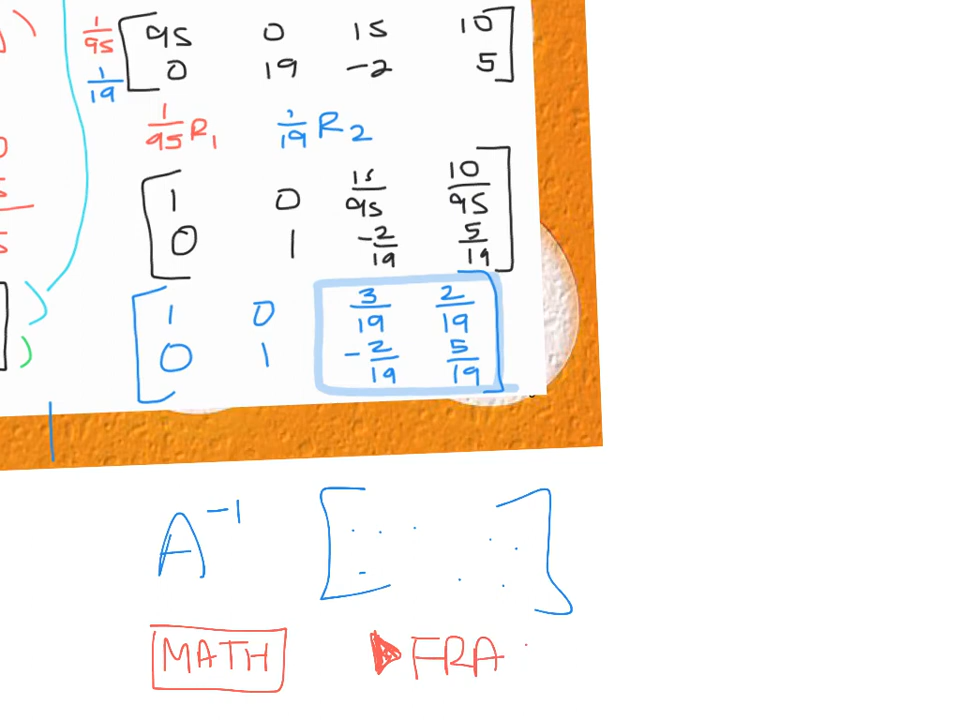 1/95 [ 95 0 15 10 ]
1/19 [ 0 19 -2 5 ]
1/95 R1 1/19 R2
[ 1 0 15/95 10/95 ]
[ 0 1 -2/19 5/19 ]
[ 1 0 3/19 2/19 ]
[ 0 1 -2/19 5/19 ]
A^-1 [ ]
MATH ▶FRA